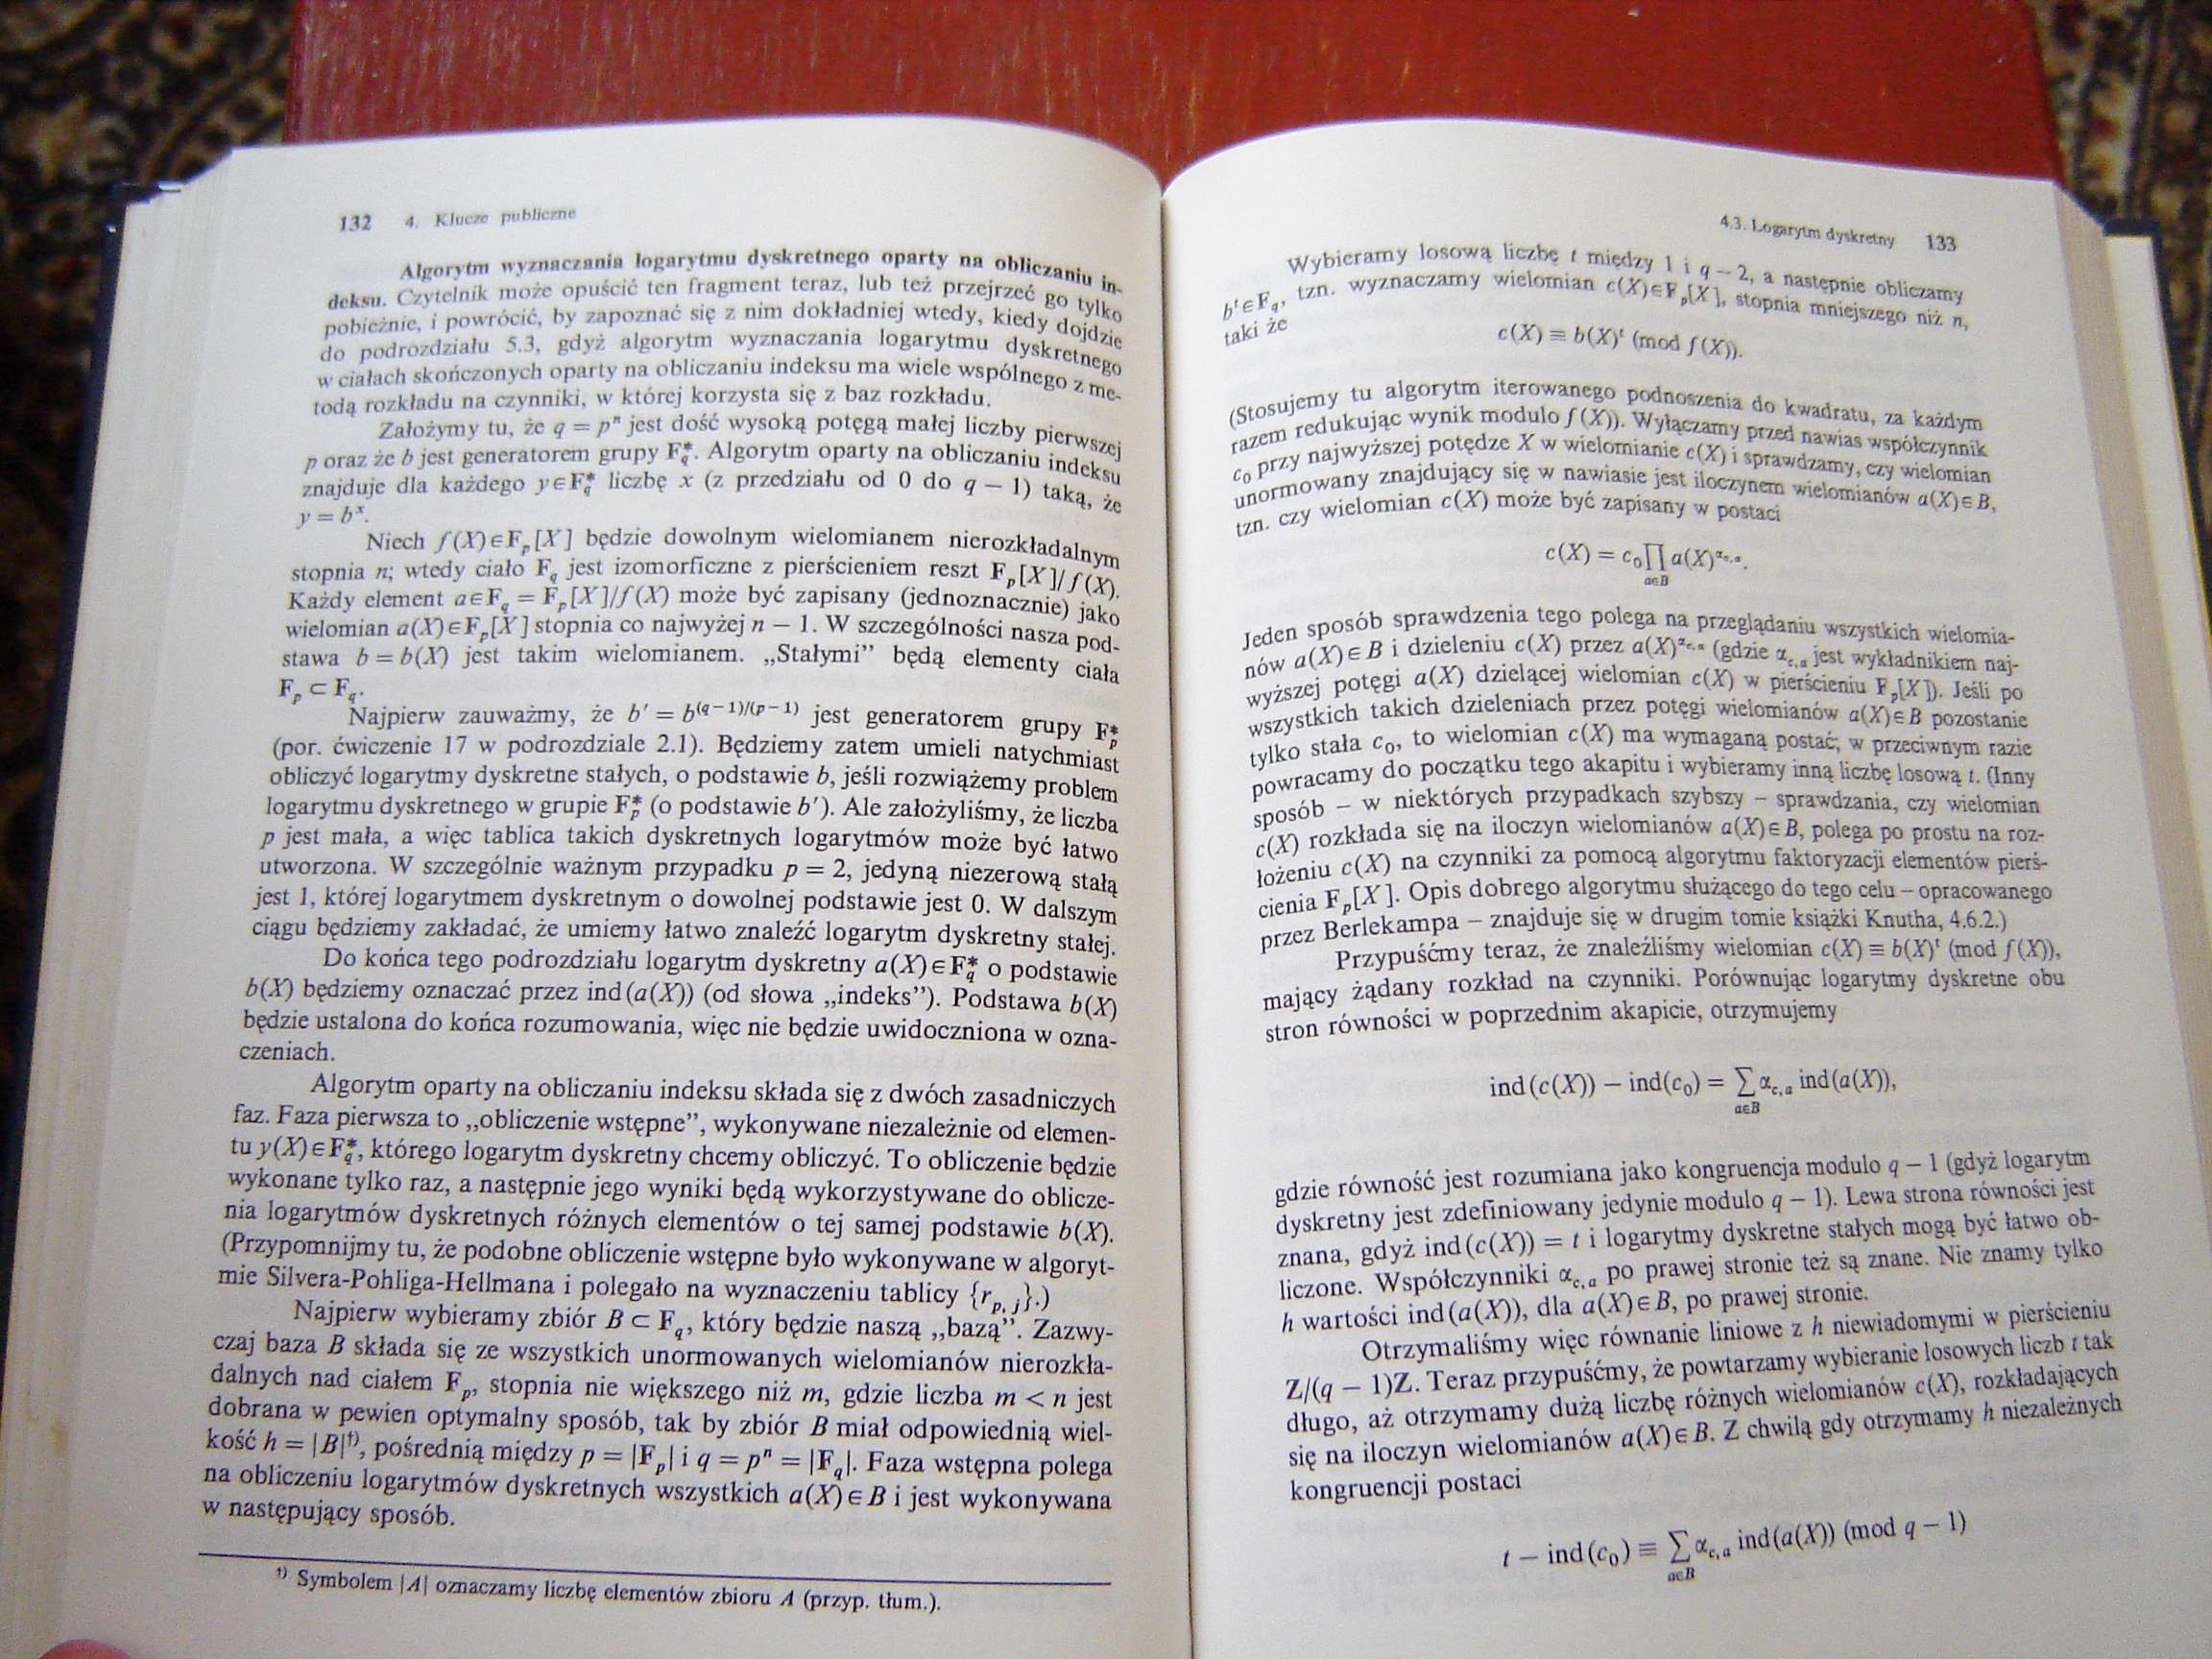 132 4. Klucze publiczne
Algorytm wyznaczania logarytmu dyskretnego oparty na obliczaniu in-
deksu. Czytelnik może opuścić ten fragment teraz, lub też przejrzeć go tylko
pobieżnie, i powrócić, by zapoznać się z nim dokładniej wtedy, kiedy dojdzie
do podrozdziału 5.3, gdyż algorytm wyznaczania logarytmu dyskretnego
w ciałach skończonych oparty na obliczaniu indeksu ma wiele wspólnego z me-
todą rozkładu na czynniki, w której korzysta się z baz rozkładu.
Założymy tu, że q = pⁿ jest dość wysoką potęgą małej liczby pierwszej
p oraz że b jest generatorem grupy F*_q. Algorytm oparty na obliczaniu indeksu
znajduje dla każdego y∈F*_q liczbę x (z przedziału od 0 do q — 1) taką, że
y = bˣ.
Niech f(X)∈F_p[X] będzie dowolnym wielomianem nierozkładalnym
stopnia n; wtedy ciało F_q jest izomorficzne z pierścieniem reszt F_p[X]/f(X).
Każdy element a∈F_q = F_p[X]/f(X) może być zapisany (jednoznacznie) jako
wielomian a(X)∈F_p[X] stopnia co najwyżej n — 1. W szczególności nasza pod-
stawa b = b(X) jest takim wielomianem. „Stałymi” będą elementy ciała
F_p ⊂ F_q.
Najpierw zauważmy, że b' = b^{(q-1)/(p-1)} jest generatorem grupy F*_p
(por. ćwiczenie 17 w podrozdziale 2.1). Będziemy zatem umieli natychmiast
obliczyć logarytmy dyskretne stałych, o podstawie b, jeśli rozwiążemy problem
logarytmu dyskretnego w grupie F*_p (o podstawie b'). Ale założyliśmy, że liczba
p jest mała, a więc tablica takich dyskretnych logarytmów może być łatwo
utworzona. W szczególnie ważnym przypadku p = 2, jedyną niezerową stałą
jest 1, której logarytmem dyskretnym o dowolnej podstawie jest 0. W dalszym
ciągu będziemy zakładać, że umiemy łatwo znaleźć logarytm dyskretny stałej.
Do końca tego podrozdziału logarytm dyskretny a(X)∈F*_q o podstawie
b(X) będziemy oznaczać przez ind(a(X)) (od słowa „indeks”). Podstawa b(X)
będzie ustalona do końca rozumowania, więc nie będzie uwidoczniona w ozna-
czeniach.
Algorytm oparty na obliczaniu indeksu składa się z dwóch zasadniczych
faz. Faza pierwsza to „obliczenie wstępne”, wykonywane niezależnie od elemen-
tu y(X)∈F*_q, którego logarytm dyskretny chcemy obliczyć. To obliczenie będzie
wykonane tylko raz, a następnie jego wyniki będą wykorzystywane do oblicze-
nia logarytmów dyskretnych różnych elementów o tej samej podstawie b(X).
(Przypomnijmy tu, że podobne obliczenie wstępne było wykonywane w algoryt-
mie Silvera-Pohliga-Hellmana i polegało na wyznaczeniu tablicy {r_{p,j}}.)
Najpierw wybieramy zbiór B ⊂ F_q, który będzie naszą „bazą”. Zazwy-
czaj baza B składa się ze wszystkich unormowanych wielomianów nierozkła-
dalnych nad ciałem F_p, stopnia nie większego niż m, gdzie liczba m < n jest
dobrana w pewien optymalny sposób, tak by zbiór B miał odpowiednią wiel-
kość h = |B|¹⁾, pośrednią między p = |F_p| i q = pⁿ = |F_q|. Faza wstępna polega
na obliczeniu logarytmów dyskretnych wszystkich a(X)∈B i jest wykonywana
w następujący sposób.
¹⁾ Symbolem |A| oznaczamy liczbę elementów zbioru A (przyp. tłum.).
4.3. Logarytm dyskretny 133
Wybieramy losową liczbę t między 1 i q — 2, a następnie obliczamy
bᵗ∈F_q, tzn. wyznaczamy wielomian c(X)∈F_p[X], stopnia mniejszego niż n,
taki że
c(X) ≡ b(X)ᵗ (mod f(X)).
(Stosujemy tu algorytm iterowanego podnoszenia do kwadratu, za każdym
razem redukując wynik modulo f(X)). Wyłączamy przed nawias współczynnik
c₀ przy najwyższej potędze X w wielomianie c(X) i sprawdzamy, czy wielomian
unormowany znajdujący się w nawiasie jest iloczynem wielomianów a(X)∈B,
tzn. czy wielomian c(X) może być zapisany w postaci
c(X) = c₀∏_{a∈B} a(X)^{α_{c,a}}.
Jeden sposób sprawdzenia tego polega na przeglądaniu wszystkich wielomia-
nów a(X)∈B i dzieleniu c(X) przez a(X)^{α_{c,a}} (gdzie α_{c,a} jest wykładnikiem naj-
wyższej potęgi a(X) dzielącej wielomian c(X) w pierścieniu F_p[X]). Jeśli po
wszystkich takich dzieleniach przez potęgi wielomianów a(X)∈B pozostanie
tylko stała c₀, to wielomian c(X) ma wymaganą postać; w przeciwnym razie
powracamy do początku tego akapitu i wybieramy inną liczbę losową t. (Inny
sposób — w niektórych przypadkach szybszy — sprawdzania, czy wielomian
c(X) rozkłada się na iloczyn wielomianów a(X)∈B, polega po prostu na roz-
łożeniu c(X) na czynniki za pomocą algorytmu faktoryzacji elementów pierś-
cienia F_p[X]. Opis dobrego algorytmu służącego do tego celu — opracowanego
przez Berlekampa — znajduje się w drugim tomie książki Knutha, 4.6.2.)
Przypuśćmy teraz, że znaleźliśmy wielomian c(X) ≡ b(X)ᵗ (mod f(X)),
mający żądany rozkład na czynniki. Porównując logarytmy dyskretne obu
stron równości w poprzednim akapicie, otrzymujemy
ind(c(X)) — ind(c₀) = ∑_{a∈B} α_{c,a} ind(a(X)),
gdzie równość jest rozumiana jako kongruencja modulo q — 1 (gdyż logarytm
dyskretny jest zdefiniowany jedynie modulo q — 1). Lewa strona równości jest
znana, gdyż ind(c(X)) = t i logarytmy dyskretne stałych mogą być łatwo ob-
liczone. Współczynniki α_{c,a} po prawej stronie też są znane. Nie znamy tylko
h wartości ind(a(X)), dla a(X)∈B, po prawej stronie.
Otrzymaliśmy więc równanie liniowe z h niewiadomymi w pierścieniu
Z/(q — 1)Z. Teraz przypuśćmy, że powtarzamy wybieranie losowych liczb t tak
długo, aż otrzymamy dużą liczbę różnych wielomianów c(X), rozkładających
się na iloczyn wielomianów a(X)∈B. Z chwilą gdy otrzymamy h niezależnych
kongruencji postaci
t — ind(c₀) ≡ ∑_{a∈B} α_{c,a} ind(a(X)) (mod q — 1)